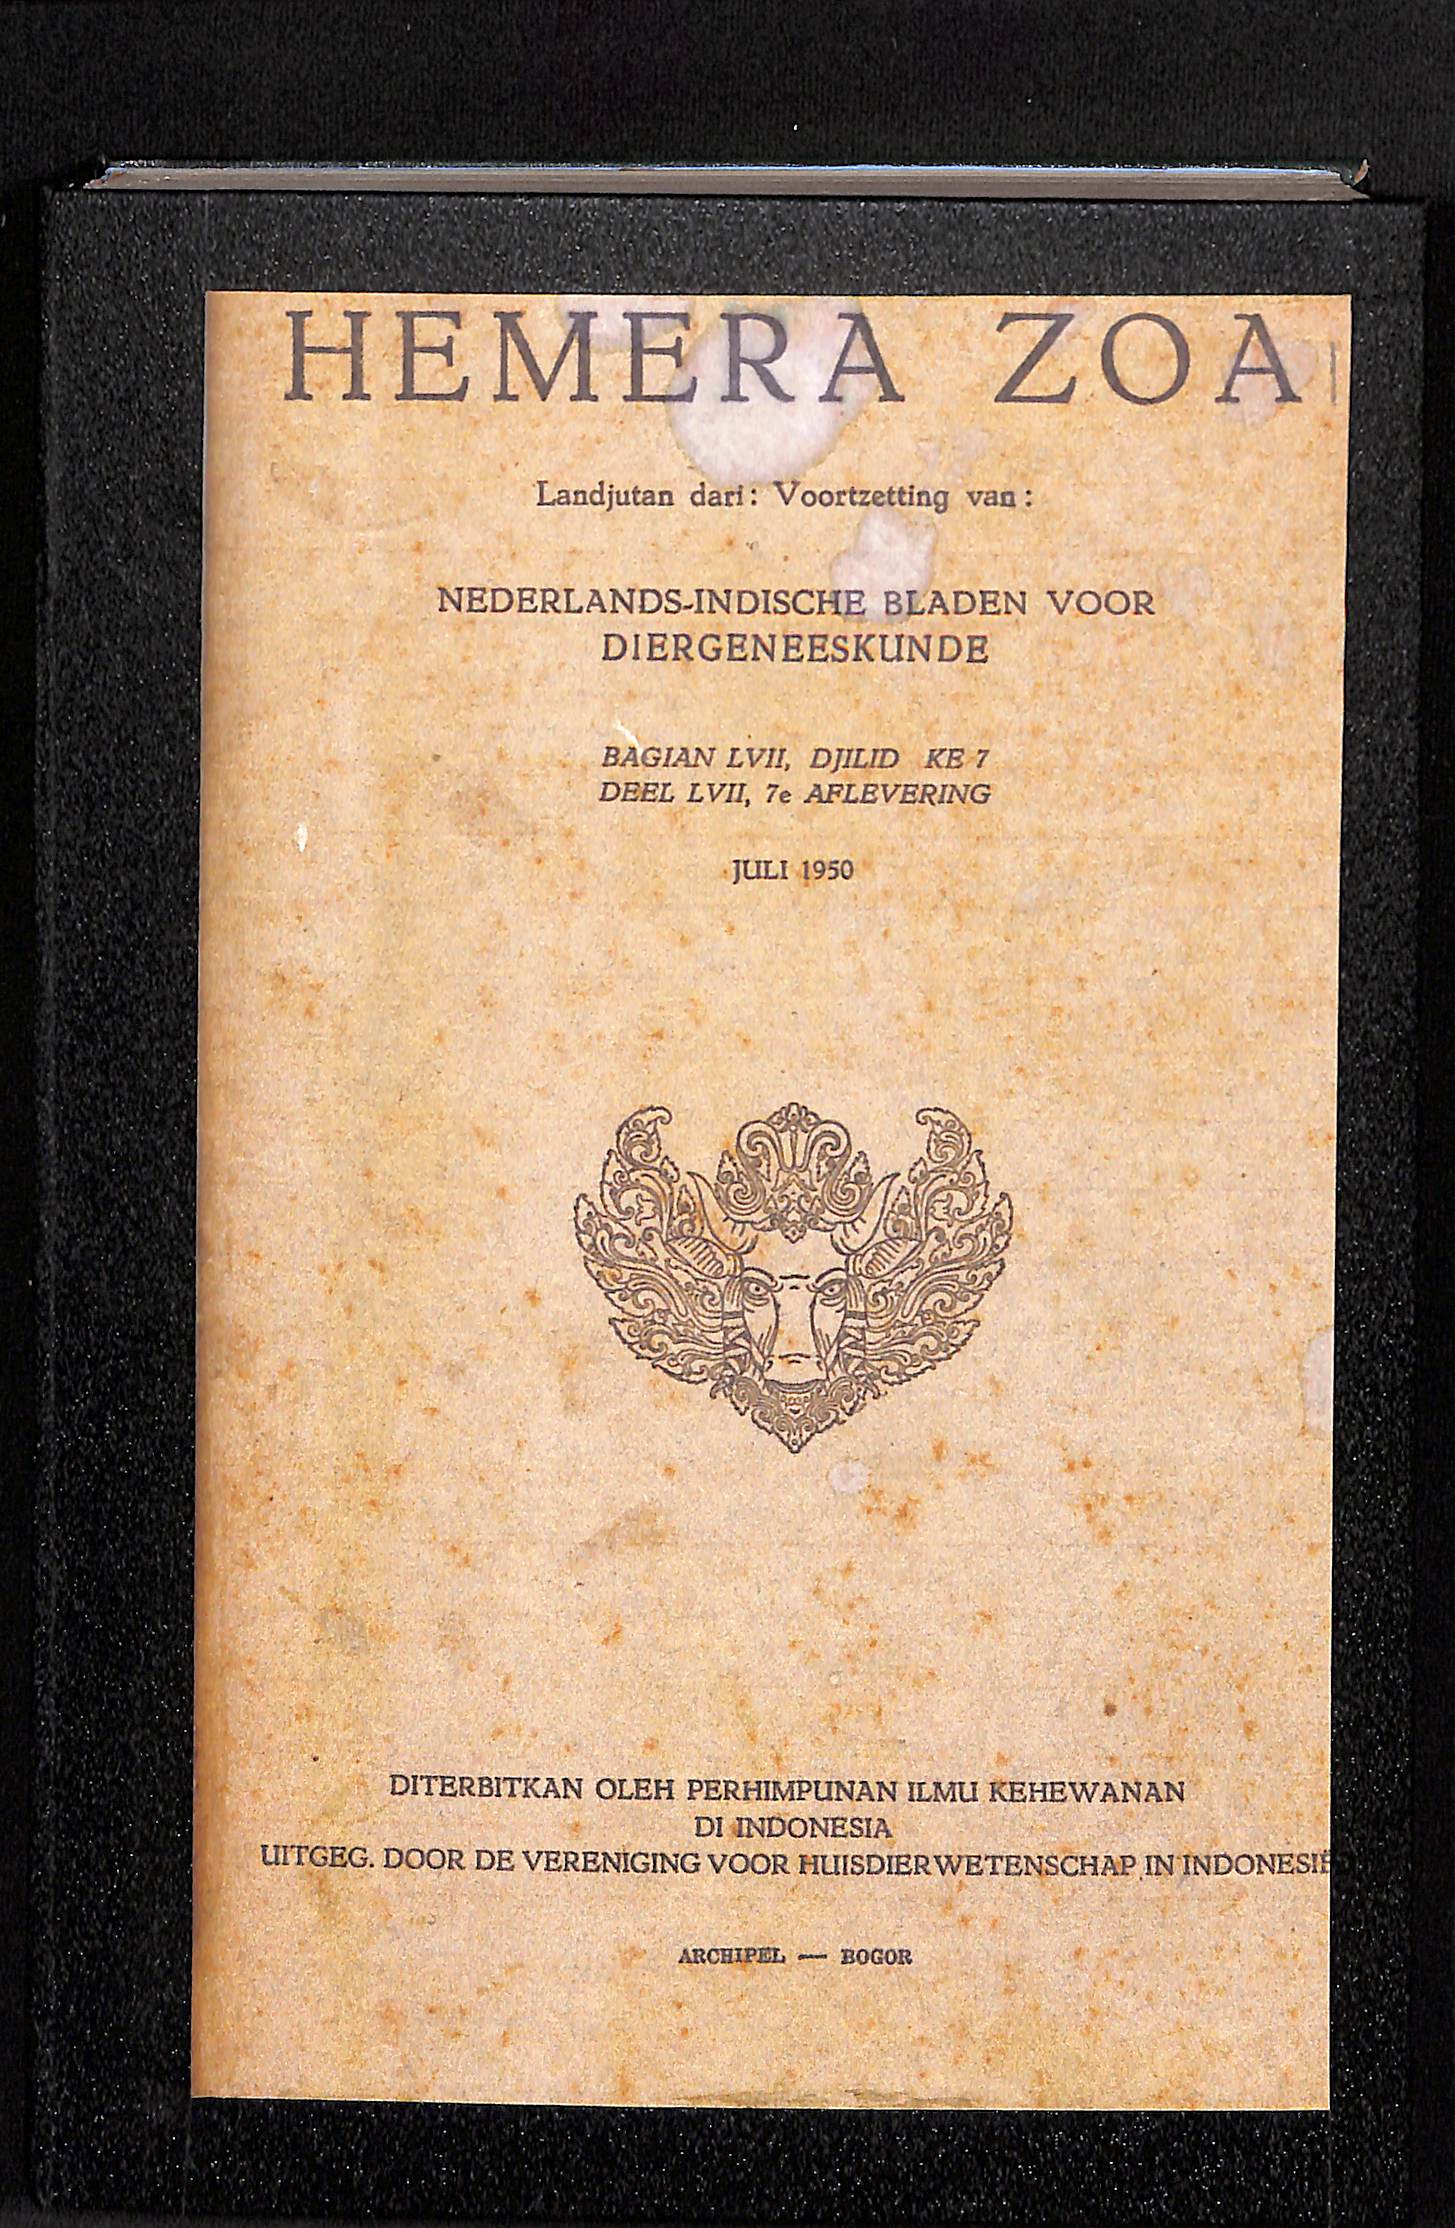 HEMERA ZOA
Landjutan dari: Voortzetting van:
NEDERLANDS-INDISCHE BLADEN VOOR
DIERGENEESKUNDE
BAGIAN LVII, DJILID KE 7
DEEL LVII, 7e AFLEVERING
JULI 1950
DITERBITKAN OLEH PERHIMPUNAN ILMU KEHEWANAN
DI INDONESIA
UITGEG. DOOR DE VERENIGING VOOR HUISDIERWETENSCHAP IN INDONESIË
ARCHIPEL — BOGOR